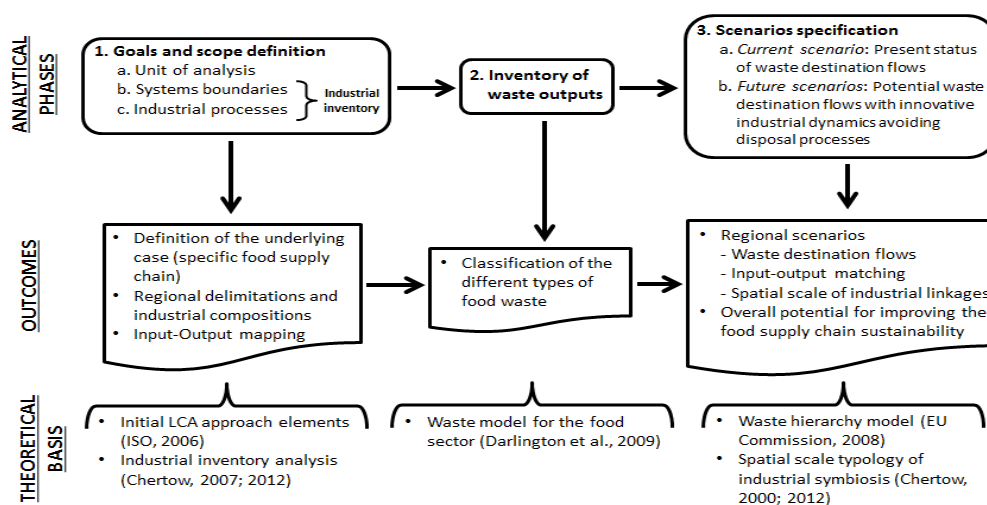 ANALYTICAL
PHASES
1. Goals and scope definition
a. Unit of analysis
b. Systems boundaries
c. Industrial processes
Industrial
inventory
2. Inventory of
waste outputs
3. Scenarios specification
a. Current scenario: Present status
of waste destination flows
b. Future scenarios: Potential waste
destination flows with innovative
industrial dynamics avoiding
disposal processes
OUTCOMES
• Definition of the underlying
case (specific food supply
chain)
• Regional delimitations and
industrial compositions
• Input-Output mapping
• Classification of the
different types of
food waste
• Regional scenarios
- Waste destination flows
- Input-output matching
- Spatial scale of industrial linkages
• Overall potential for improving the
food supply chain sustainability
THEORETICAL
BASIS
• Initial LCA approach elements
(ISO, 2006)
• Industrial inventory analysis
(Chertow, 2007; 2012)
• Waste model for the food
sector (Darlington et al., 2009)
• Waste hierarchy model (EU
Commission, 2008)
• Spatial scale typology of
industrial symbiosis (Chertow,
2000; 2012)